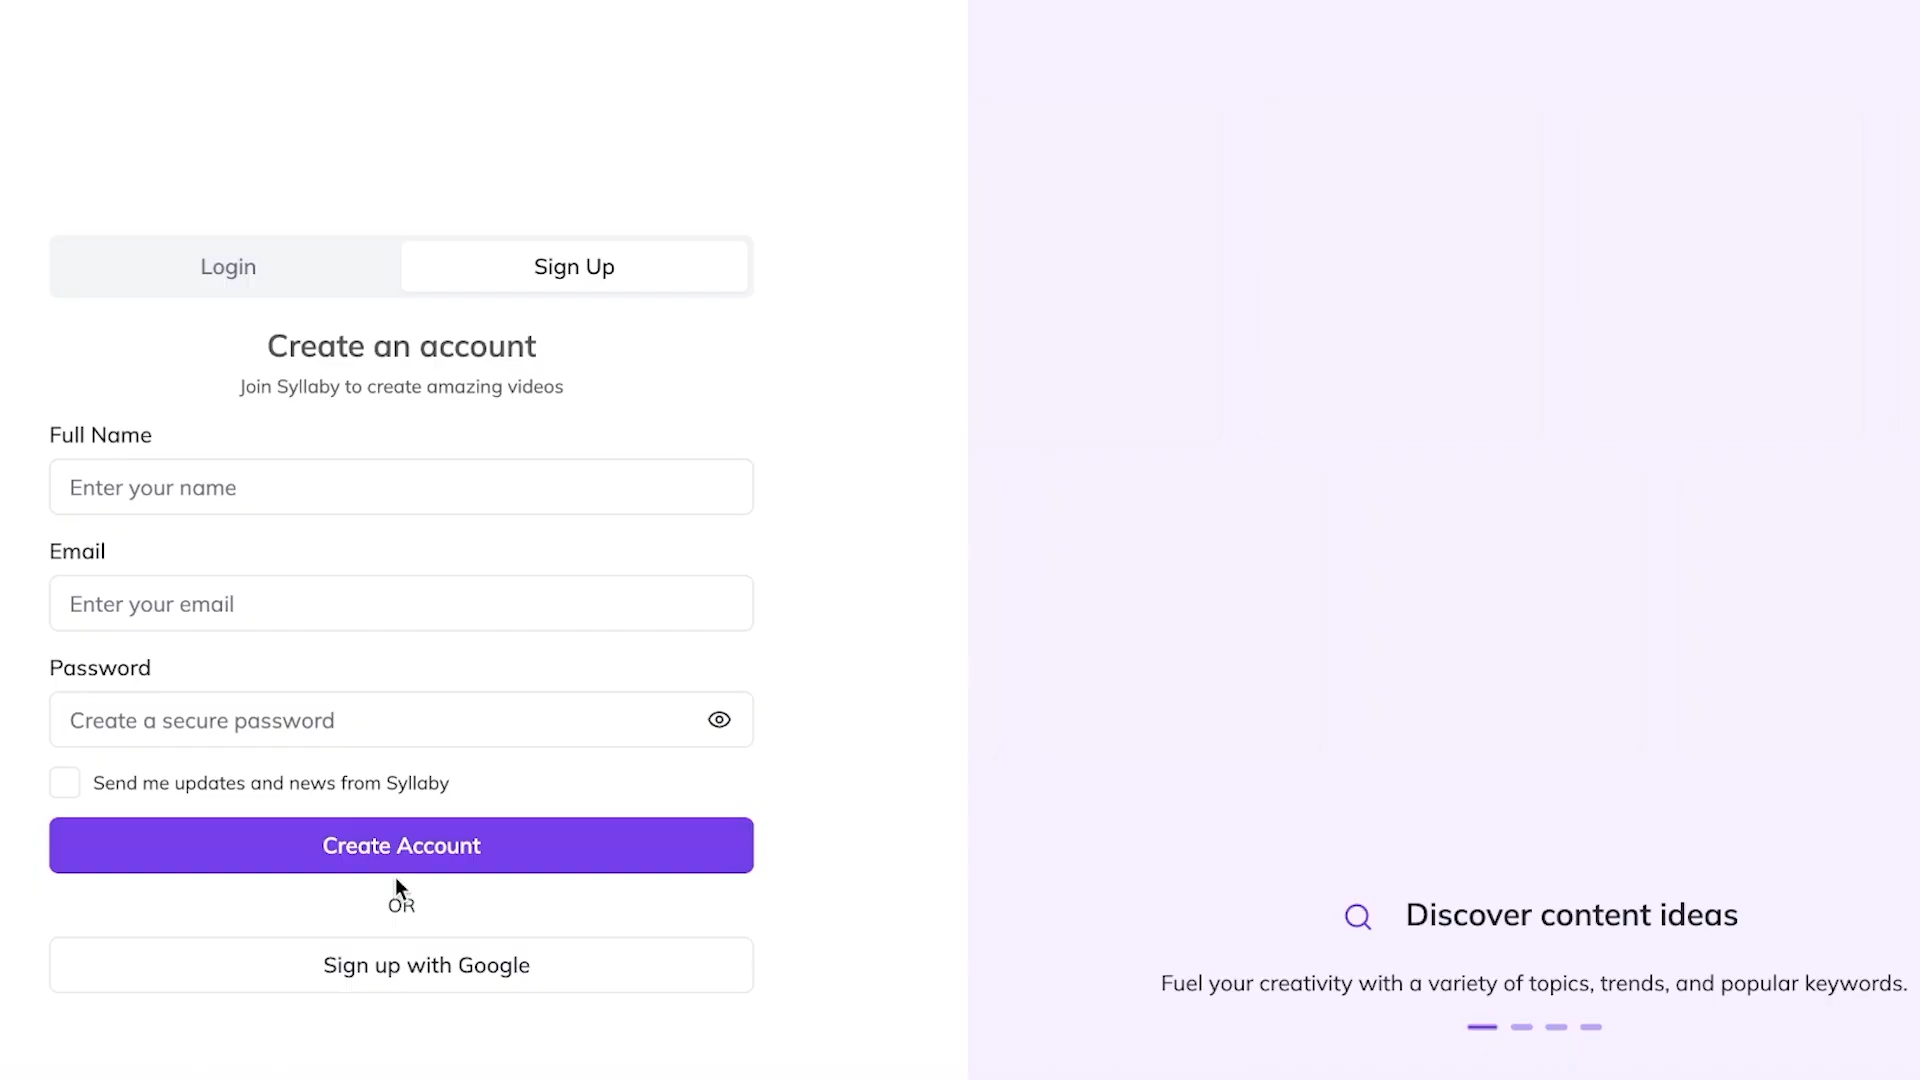 Login
Sign Up
Create an account
Join Syllaby to create amazing videos
Full Name
Enter your name
Email
Enter your email
Password
Create a secure password
Send me updates and news from Syllaby
Create Account
OR
Sign up with Google
Discover content ideas
Fuel your creativity with a variety of topics, trends, and popular keywords.